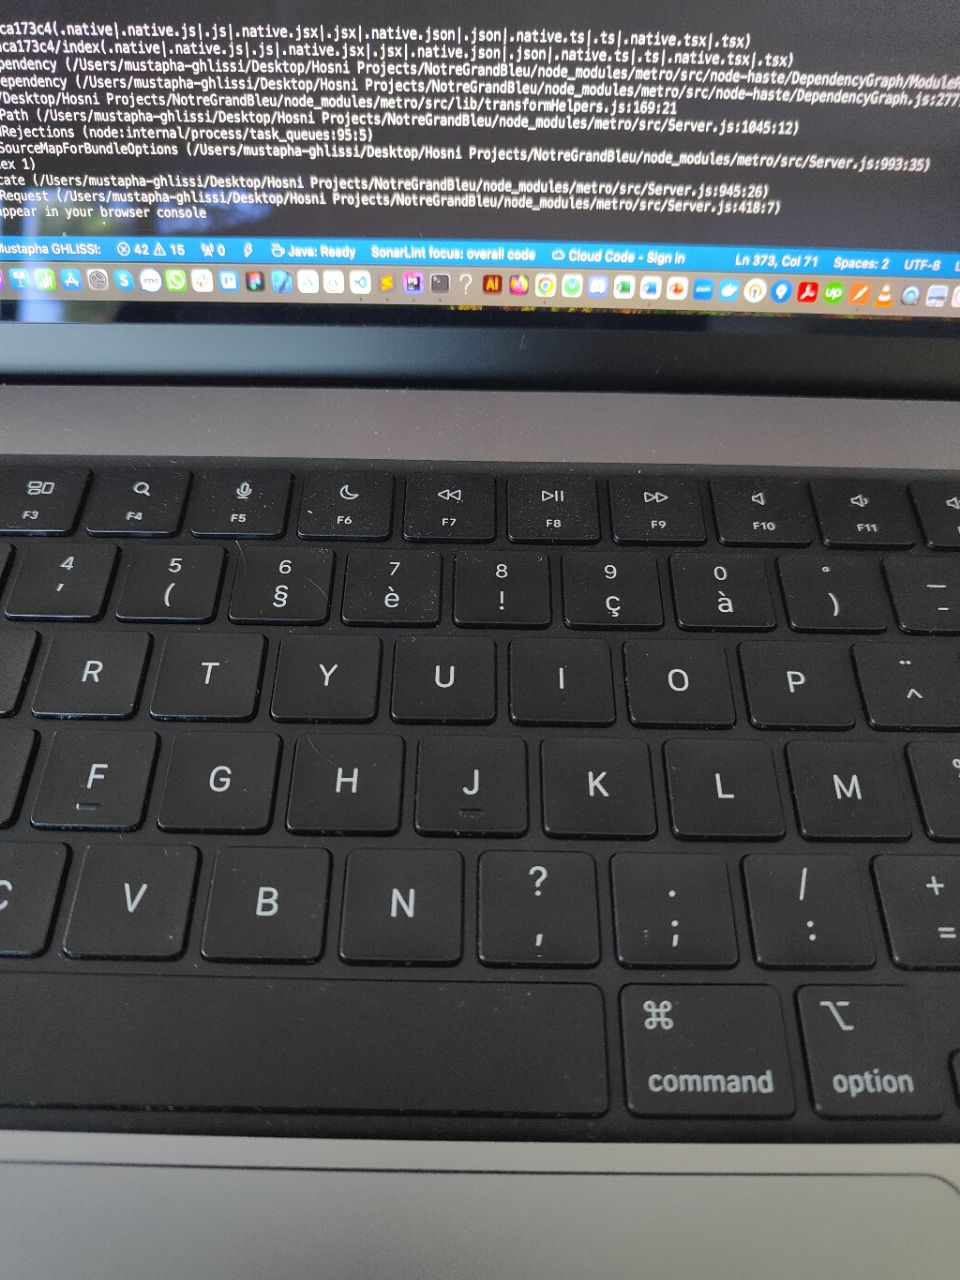 ca173c4(.native|.native.js|.js|.native.jsx|.jsx|.native.json|.json|.native.ts|.ts|.native.tsx|.tsx)
ca173c4/index(.native|.native.js|.js|.native.jsx|.jsx|.native.json|.json|.native.ts|.ts|.native.tsx|.tsx)
pendency (/Users/mustapha-ghlissi/Desktop/Hosni Projects/NotreGrandBleu/node_modules/metro/src/node-haste/DependencyGraph/ModuleR
ependency (/Users/mustapha-ghlissi/Desktop/Hosni Projects/NotreGrandBleu/node_modules/metro/src/node-haste/DependencyGraph.js:277
/Desktop/Hosni Projects/NotreGrandBleu/node_modules/metro/src/lib/transformHelpers.js:169:21
Path (/Users/mustapha-ghlissi/Desktop/Hosni Projects/NotreGrandBleu/node_modules/metro/src/Server.js:1045:12)
Rejections (node:internal/process/task_queues:95:5)
SourceMapForBundleOptions (/Users/mustapha-ghlissi/Desktop/Hosni Projects/NotreGrandBleu/node_modules/metro/src/Server.js:993:35)
ex 1)
cate (/Users/mustapha-ghlissi/Desktop/Hosni Projects/NotreGrandBleu/node_modules/metro/src/Server.js:945:26)
Request (/Users/mustapha-ghlissi/Desktop/Hosni Projects/NotreGrandBleu/node_modules/metro/src/Server.js:418:7)
appear in your browser console
Mustapha GHLISSI: 42 15 0 Java: Ready SonarLint focus: overall code Cloud Code - Sign in Ln 373, Col 71 Spaces: 2 UTF-8
imo PS Ai up
F3 F4 F5 F6 F7 F8 F9 F10 F11
4 5 6 7 8 9 0 ° _
' ( § è ! ç à ) -
R T Y U I O P ¨ ^
F G H J K L M %
C V B N ? . / +
, ; : =
⌘ ⌥
command option